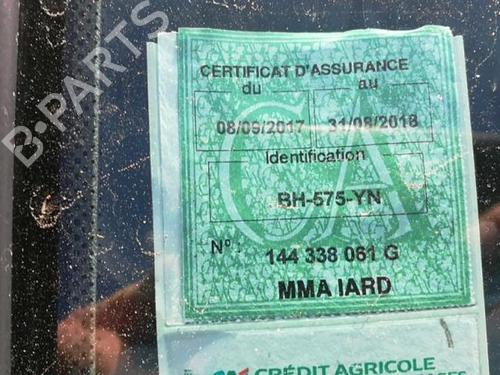 B-PARTS
CERTIFICAT D'ASSURANCE
du au
08/09/2017 31/08/2018
Identification
BH-575-YN
N° : 144 338 061 G
MMA IARD
CRÉDIT AGRICOLE